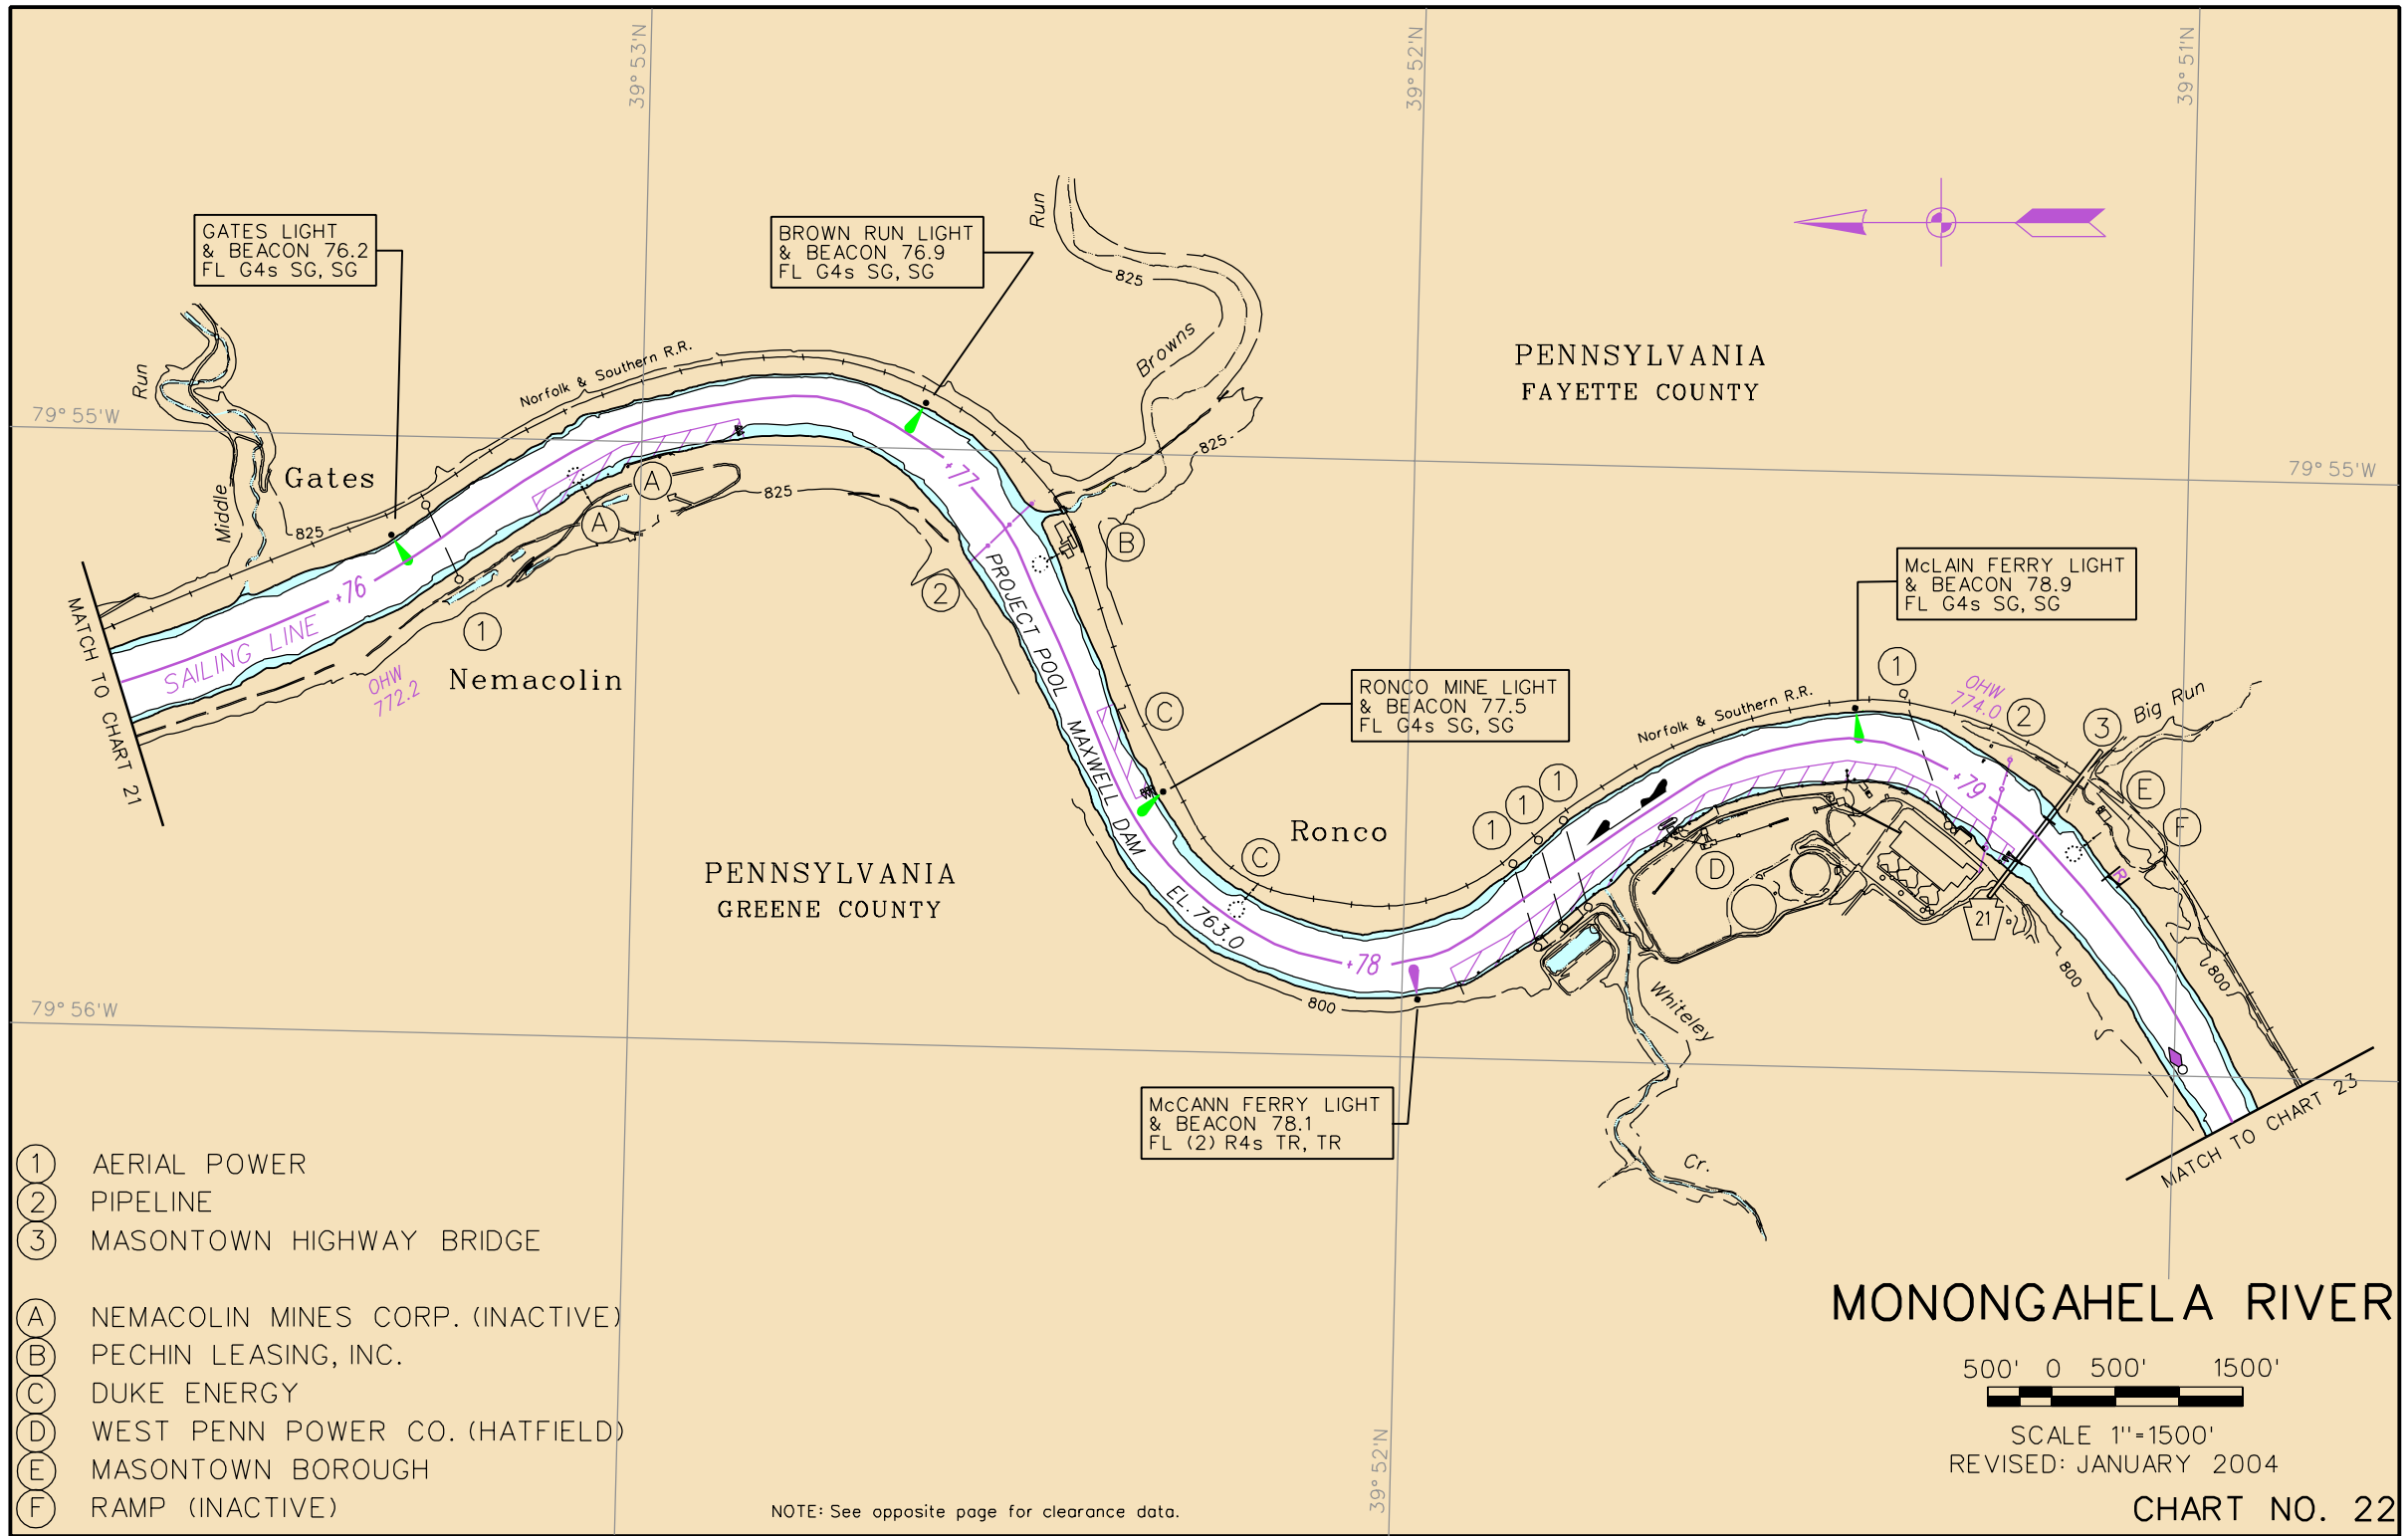 39° 53'N
39° 52'N
39° 51'N
GATES LIGHT
& BEACON 76.2
FL G4s SG, SG
BROWN RUN LIGHT
& BEACON 76.9
FL G4s SG, SG
Run
825
Browns
825
PENNSYLVANIA
FAYETTE COUNTY
Run
Middle
Norfolk & Southern R.R.
79° 55'W
79° 55'W
Gates
825
825
A
A
+77
B
2
1
+76
SAILING LINE
MATCH TO CHART 21
OHW
772.2
Nemacolin
PROJECT POOL MAXWELL DAM EL. 763.0
C
RONCO MINE LIGHT
& BEACON 77.5
FL G4s SG, SG
McLAIN FERRY LIGHT
& BEACON 78.9
FL G4s SG, SG
1
OHW
774.0
2
3
Big Run
Norfolk & Southern R.R.
1
1
1
+79
E
F
Ronco
C
D
R
21
PENNSYLVANIA
GREENE COUNTY
+78
800
800
800
Whiteley
Cr.
79° 56'W
McCANN FERRY LIGHT
& BEACON 78.1
FL (2) R4s TR, TR
MATCH TO CHART 23
1 AERIAL POWER
2 PIPELINE
3 MASONTOWN HIGHWAY BRIDGE
A NEMACOLIN MINES CORP. (INACTIVE)
B PECHIN LEASING, INC.
C DUKE ENERGY
D WEST PENN POWER CO. (HATFIELD)
E MASONTOWN BOROUGH
F RAMP (INACTIVE)
39° 52'N
NOTE: See opposite page for clearance data.
MONONGAHELA RIVER
500' 0 500' 1500'
SCALE 1"=1500'
REVISED: JANUARY 2004
CHART NO. 22